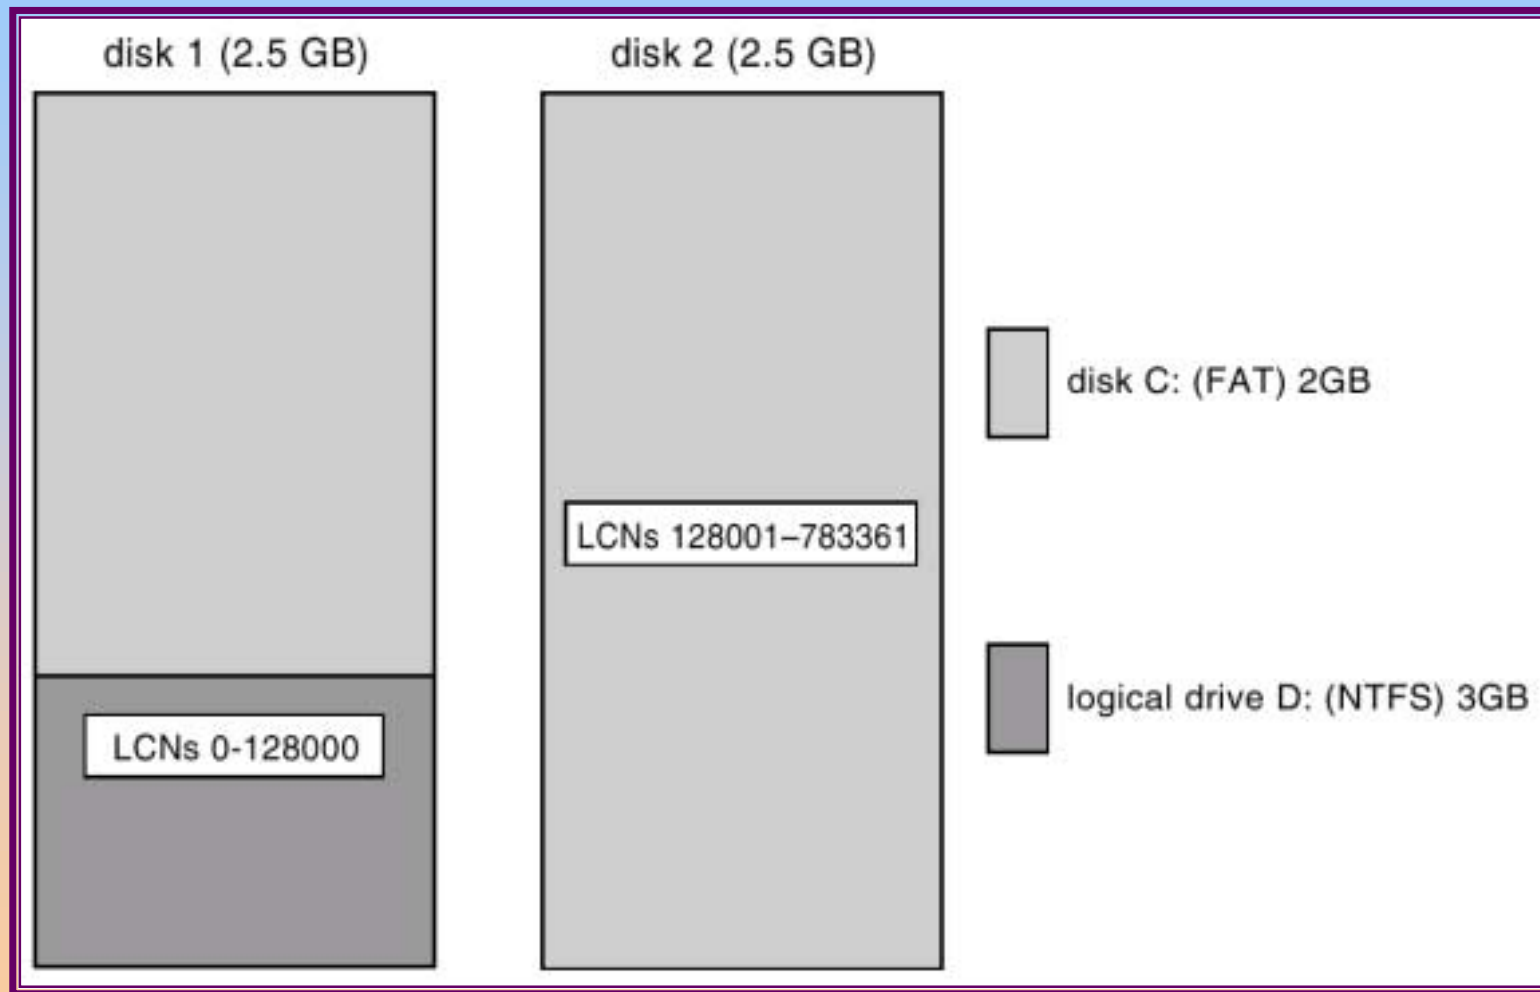 disk 1 (2.5 GB)
disk 2 (2.5 GB)
LCNs 128001–783361
disk C: (FAT) 2GB
LCNs 0-128000
logical drive D: (NTFS) 3GB